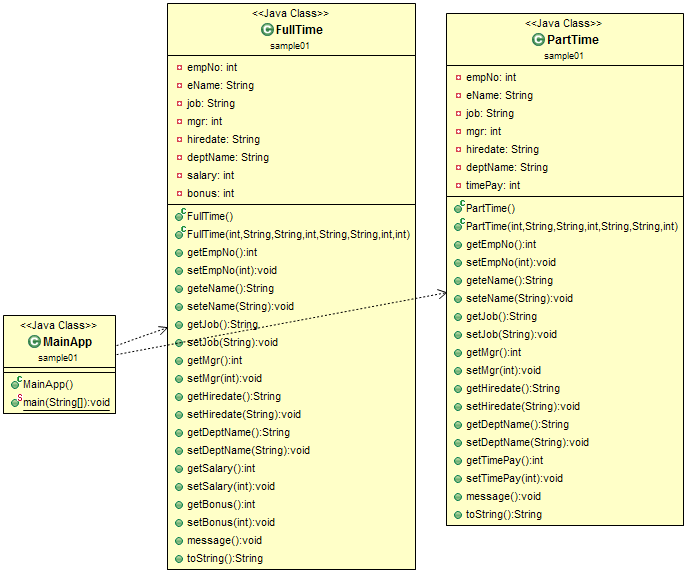 <<Java Class>>
FullTime
sample01
empNo: int
eName: String
job: String
mgr: int
hiredate: String
deptName: String
salary: int
bonus: int
FullTime()
FullTime(int,String,String,int,String,String,int,int)
getEmpNo():int
setEmpNo(int):void
geteName():String
seteName(String):void
getJob():String
setJob(String):void
getMgr():int
setMgr(int):void
getHiredate():String
setHiredate(String):void
getDeptName():String
setDeptName(String):void
getSalary():int
setSalary(int):void
getBonus():int
setBonus(int):void
message():void
toString():String
<<Java Class>>
PartTime
sample01
empNo: int
eName: String
job: String
mgr: int
hiredate: String
deptName: String
timePay: int
PartTime()
PartTime(int,String,String,int,String,String,int)
getEmpNo():int
setEmpNo(int):void
geteName():String
seteName(String):void
getJob():String
setJob(String):void
getMgr():int
setMgr(int):void
getHiredate():String
setHiredate(String):void
getDeptName():String
setDeptName(String):void
getTimePay():int
setTimePay(int):void
message():void
toString():String
<<Java Class>>
MainApp
sample01
MainApp()
main(String[]):void